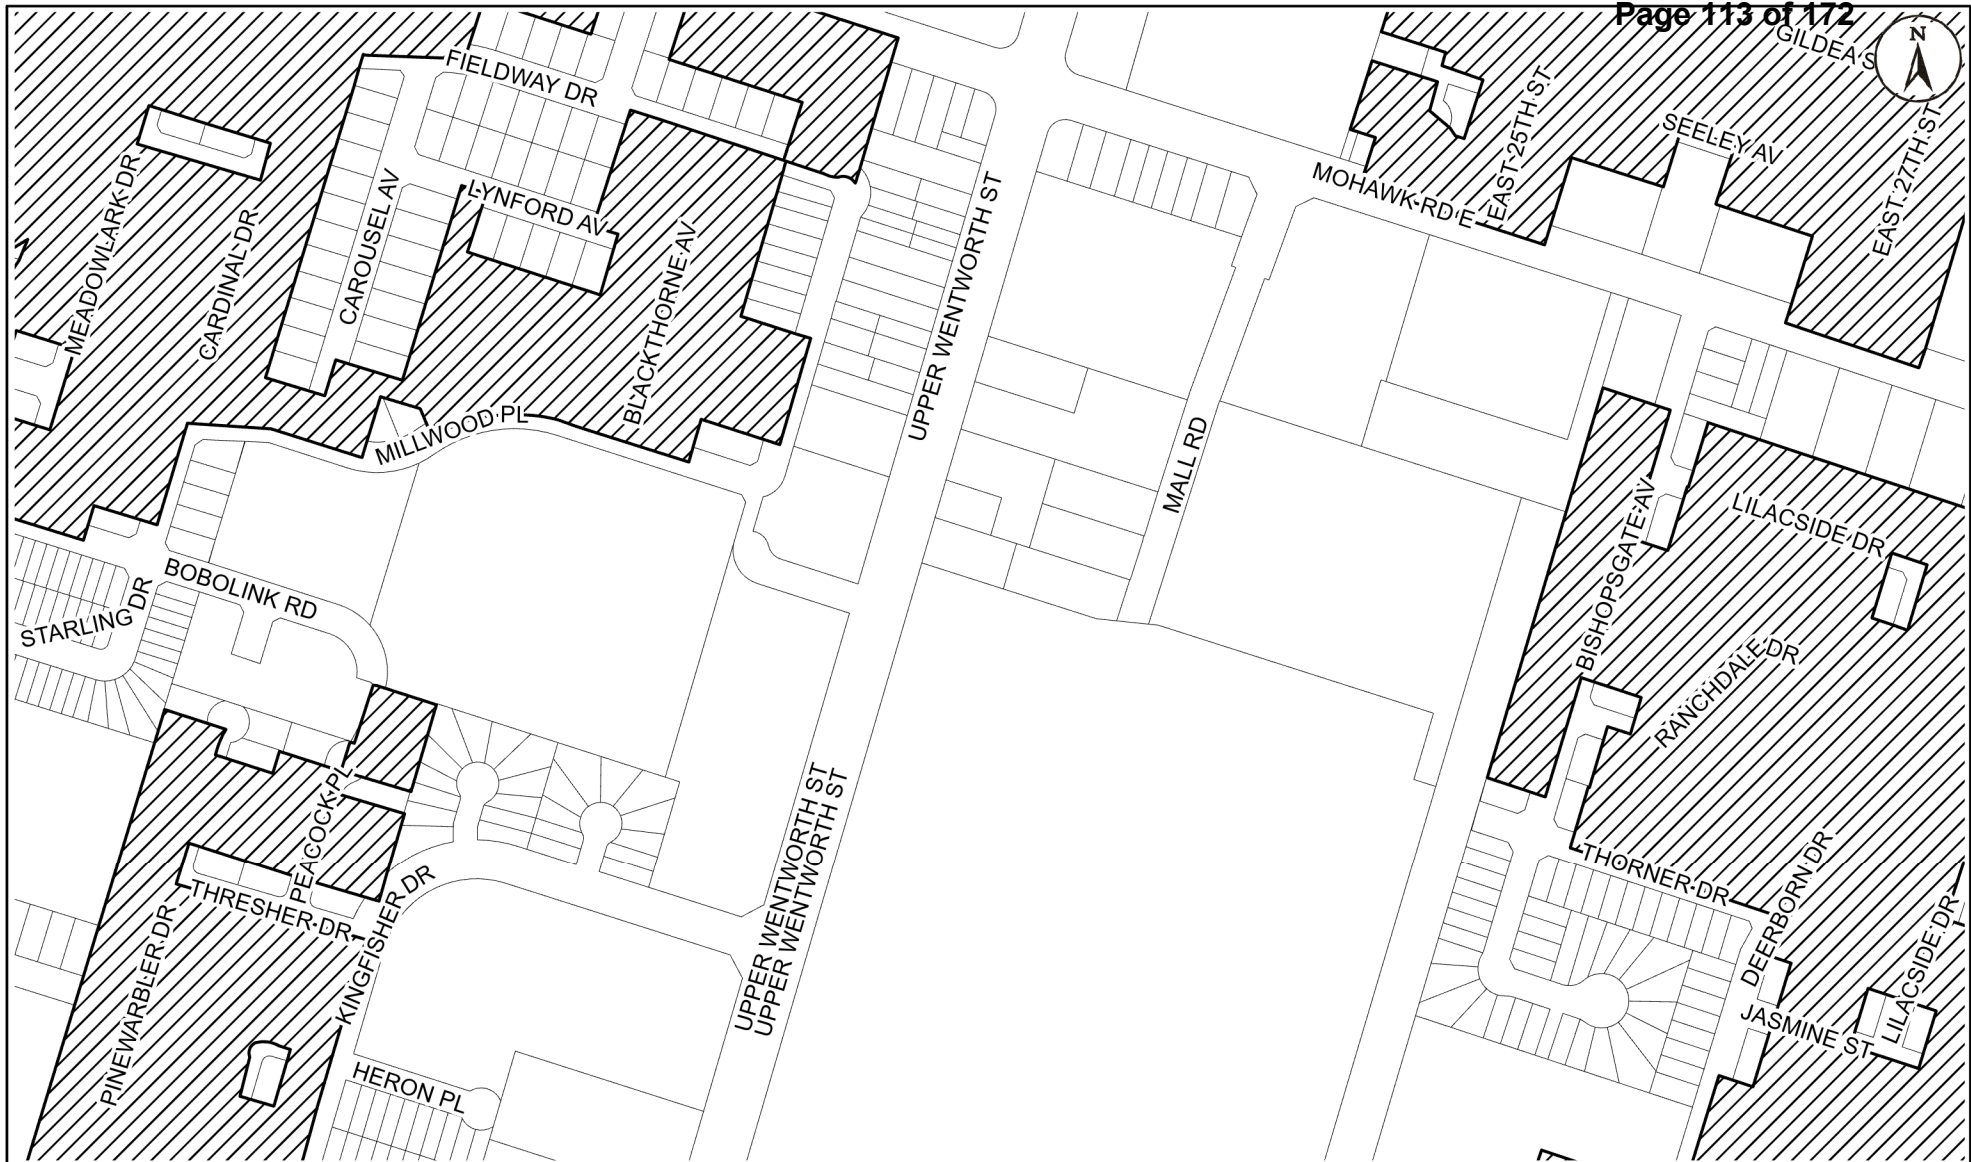 Page 113 of 172
GILDEA S
N
FIELDWAY DR
EAST 25TH ST
SEELEY AV
EAST 27TH ST
MEADOWLARK DR
CARDINAL DR
CAROUSEL AV
LYNFORD AV
BLACKTHORNE AV
UPPER WENTWORTH ST
MOHAWK RD E
MILLWOOD PL
MALL RD
BISHOPSGATE AV
LILACSIDE DR
BOBOLINK RD
STARLING DR
RANCHDALE DR
PEACOCK PL
UPPER WENTWORTH ST
UPPER WENTWORTH ST
THORNER DR
DEERBORN DR
THRESHER DR
KINGFISHER DR
PINEWARBLER DR
LILACSIDE DR
JASMINE ST
HERON PL